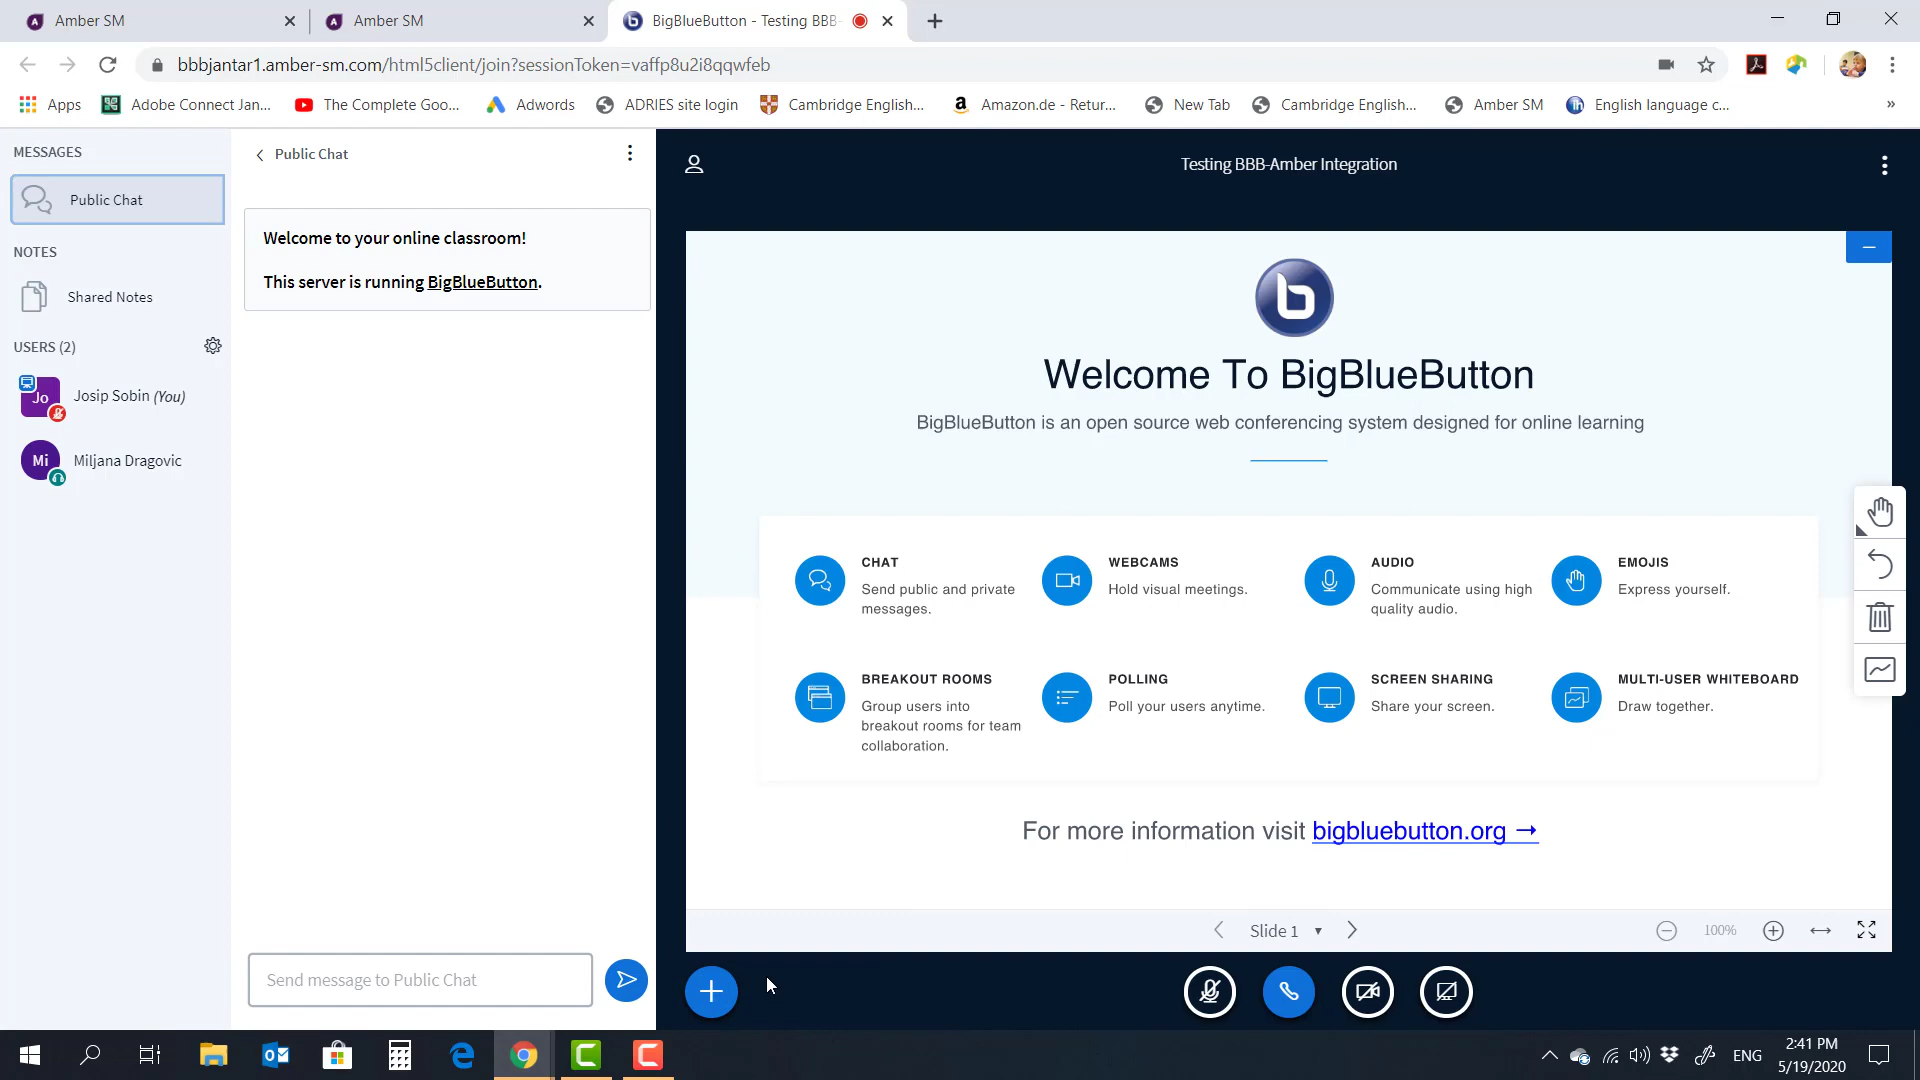 Amber SM
Amber SM
BigBlueButton - Testing BBB-
bbbjantar1.amber-sm.com/html5client/join?sessionToken=vaffp8u2i8qqwfeb
Apps
Adobe Connect Jan...
The Complete Goo...
Adwords
ADRIES site login
Cambridge English...
Amazon.de - Retur...
New Tab
Cambridge English...
Amber SM
English language c...
»
MESSAGES
Public Chat
NOTES
Shared Notes
USERS (2)
Jo
Josip Sobin (You)
Mi
Miljana Dragovic
Public Chat
Welcome to your online classroom!
This server is running BigBlueButton.
Send message to Public Chat
Testing BBB-Amber Integration
b
Welcome To BigBlueButton
BigBlueButton is an open source web conferencing system designed for online learning
CHAT
Send public and private
messages.
WEBCAMS
Hold visual meetings.
AUDIO
Communicate using high
quality audio.
EMOJIS
Express yourself.
BREAKOUT ROOMS
Group users into
breakout rooms for team
collaboration.
POLLING
Poll your users anytime.
SCREEN SHARING
Share your screen.
MULTI-USER WHITEBOARD
Draw together.
For more information visit bigbluebutton.org →
Slide 1
100%
ENG
2:41 PM
5/19/2020